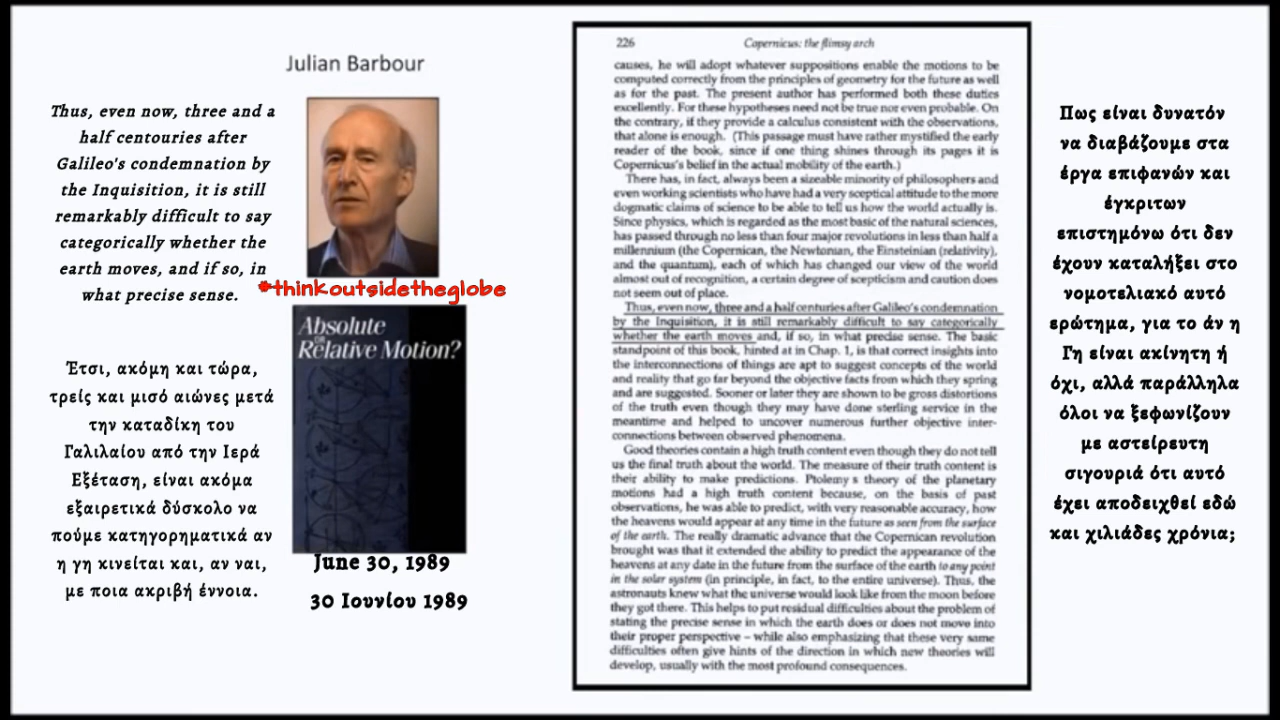 Julian Barbour
Thus, even now, three and a
half centouries after
Galileo's condemnation by
the Inquisition, it is still
remarkably difficult to say
categorically whether the
earth moves, and if so, in
what precise sense.
#thinkoutsidetheglobe
Absolute
OR
Relative Motion?
Έτσι, ακόμη και τώρα,
τρείς και μισό αιώνες μετά
την καταδίκη του
Γαλιλαίου από την Ιερά
Εξέταση, είναι ακόμα
εξαιρετικά δύσκολο να
πούμε κατηγορηματικά αν
η γη κινείται και, αν ναι,
με ποια ακριβή έννοια.
June 30, 1989
30 Ιουνίου 1989
226 Copernicus: the flimsy arch
causes, he will adopt whatever suppositions enable the motions to be
computed correctly from the principles of geometry for the future as well
as for the past. The present author has performed both these duties
excellently. For these hypotheses need not be true nor even probable. On
the contrary, if they provide a calculus consistent with the observations,
that alone is enough. (This passage must have rather mystified the early
reader of the book, since if one thing shines through its pages it is
Copernicus's belief in the actual mobility of the earth.)
There has, in fact, always been a sizeable minority of philosophers and
even working scientists who have had a very sceptical attitude to the more
dogmatic claims of science to be able to tell us how the world actually is.
Since physics, which is regarded as the most basic of the natural sciences,
has passed through no less than four major revolutions in less than half a
millennium (the Copernican, the Newtonian, the Einsteinian (relativity),
and the quantum), each of which has changed our view of the world
almost out of recognition, a certain degree of scepticism and caution does
not seem out of place.
Thus, even now, three and a half centuries after Galileo's condemnation
by the Inquisition, it is still remarkably difficult to say categorically
whether the earth moves and, if so, in what precise sense. The basic
standpoint of this book, hinted at in Chap. 1, is that correct insights into
the interconnections of things are apt to suggest concepts of the world
and reality that go far beyond the objective facts from which they spring
and are suggested. Sooner or later they are shown to be gross distortions
of the truth even though they may have done sterling service in the
meantime and helped to uncover numerous further objective inter-
connections between observed phenomena.
Good theories contain a high truth content even though they do not tell
us the final truth about the world. The measure of their truth content is
their ability to make predictions. Ptolemy's theory of the planetary
motions had a high truth content because, on the basis of past
observations, he was able to predict, with very reasonable accuracy, how
the heavens would appear at any time in the future as seen from the surface
of the earth. The really dramatic advance that the Copernican revolution
brought was that it extended the ability to predict the appearance of the
heavens at any date in the future from the surface of the earth to any point
in the solar system (in principle, in fact, to the entire universe). Thus, the
astronauts knew what the universe would look like from the moon before
they got there. This helps to put residual difficulties about the problem of
stating the precise sense in which the earth does or does not move into
their proper perspective – while also emphasizing that these very same
difficulties often give hints of the direction in which new theories will
develop, usually with the most profound consequences.
Πως είναι δυνατόν
να διαβάζουμε στα
έργα επιφανών και
έγκριτων
επιστημόνω ότι δεν
έχουν καταλήξει στο
νομοτελιακό αυτό
ερώτημα, για το άν η
Γη είναι ακίνητη ή
όχι, αλλά παράλληλα
όλοι να ξεφωνίζουν
με αστείρευτη
σιγουριά ότι αυτό
έχει αποδειχθεί εδώ
και χιλιάδες χρόνια;